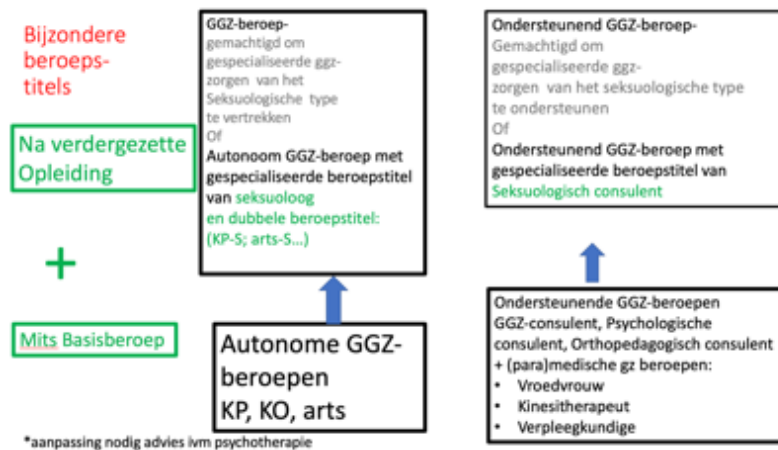 Bijzondere
beroeps-
titels
Na verdergezette
Opleiding
+
Mits Basisberoep
GGZ-beroep-
gemachtigd om
gespecialiseerde ggz-
zorgen van het
Seksuologische type
te vertrekken
Of
Autonoom GGZ-beroep met
gespecialiseerde beroepstitel
van seksuoloog
en dubbele beroepstitel:
(KP-S; arts-S...)
Autonome GGZ-
beroepen
KP, KO, arts
Ondersteunend GGZ-beroep-
Gemachtigd om
gespecialiseerde ggz-
zorgen van het seksuologische type
te ondersteunen
Of
Ondersteunend GGZ-beroep met
gespecialiseerde beroepstitel van
Seksuologisch consulent
Ondersteunende GGZ-beroepen
GGZ-consulent, Psychologische
consulent, Orthopedagogisch consulent
+ (para)medische gz beroepen:
• Vroedvrouw
• Kinesitherapeut
• Verpleegkundige
*aanpassing nodig advies ivm psychotherapie